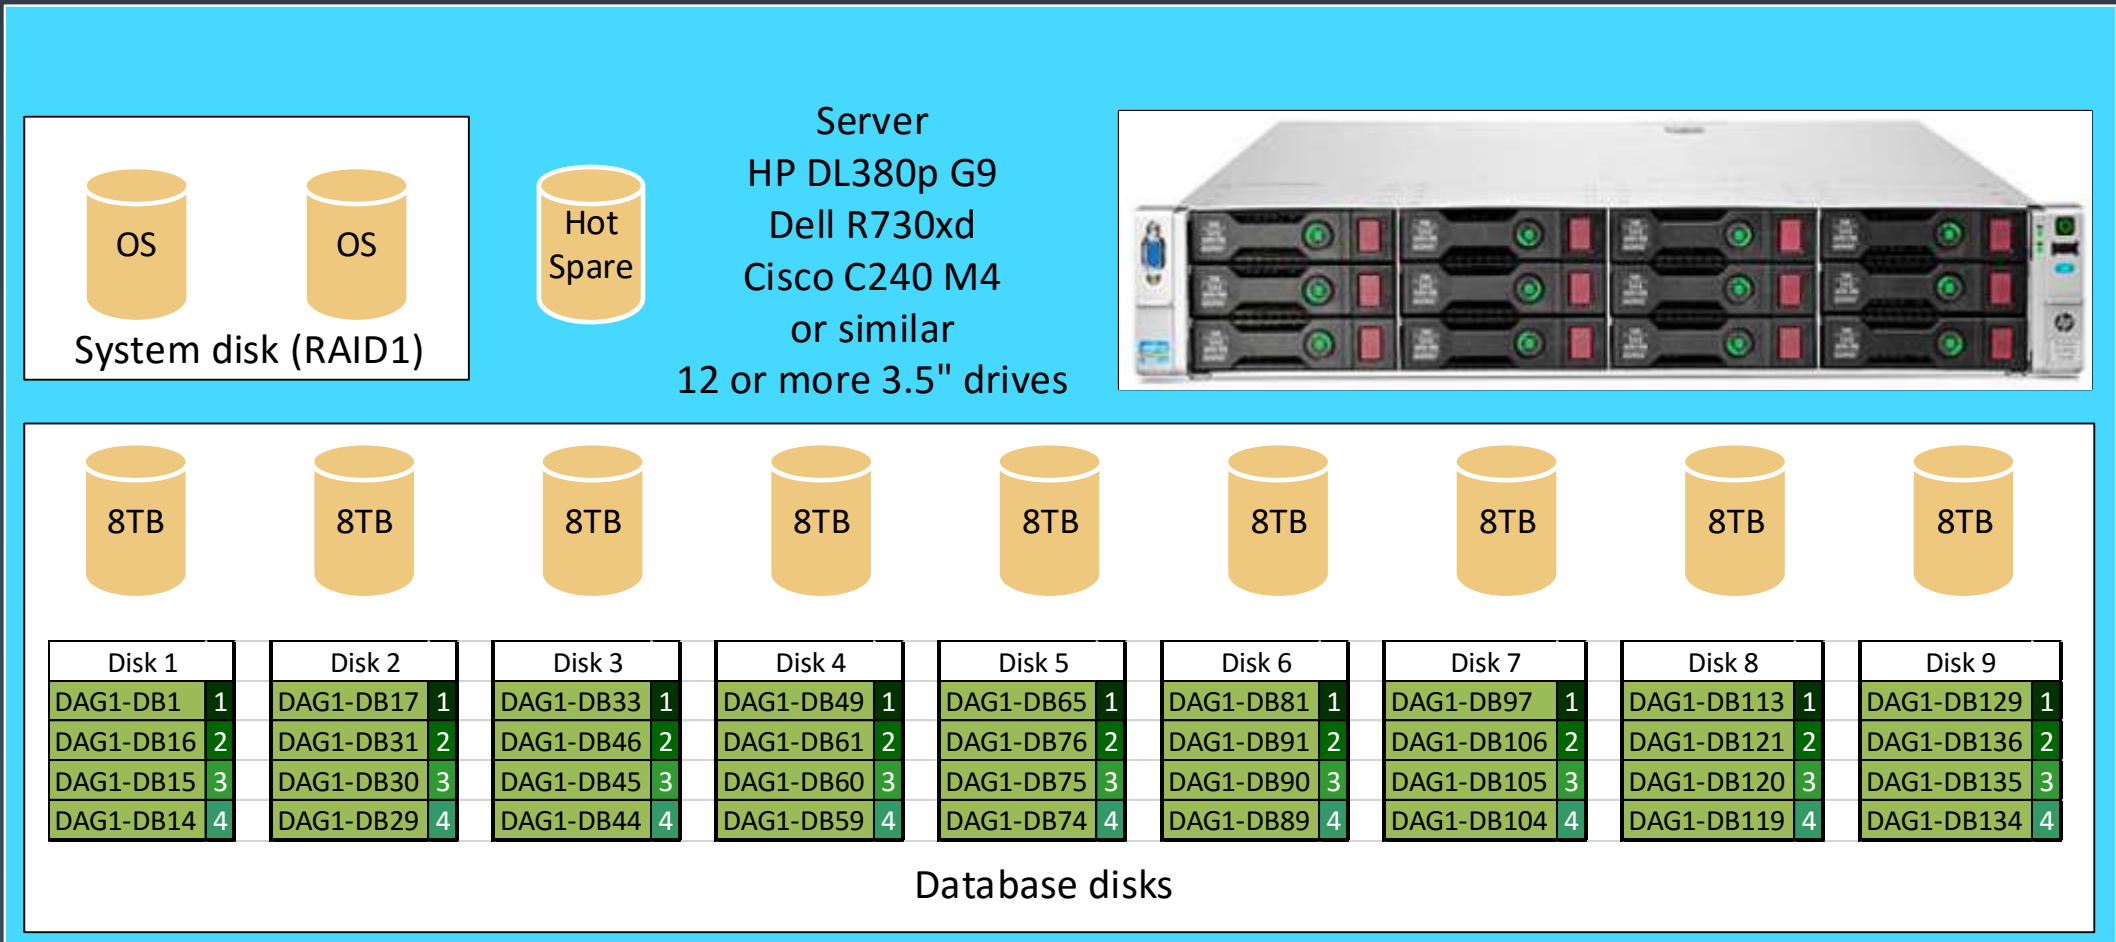 OS
OS
System disk (RAID1)
Hot
Spare
Server
HP DL380p G9
Dell R730xd
Cisco C240 M4
or similar
12 or more 3.5" drives
8TB
8TB
8TB
8TB
8TB
8TB
8TB
8TB
8TB
Disk 1
DAG1-DB1 1
DAG1-DB16 2
DAG1-DB15 3
DAG1-DB14 4
Disk 2
DAG1-DB17 1
DAG1-DB31 2
DAG1-DB30 3
DAG1-DB29 4
Disk 3
DAG1-DB33 1
DAG1-DB46 2
DAG1-DB45 3
DAG1-DB44 4
Disk 4
DAG1-DB49 1
DAG1-DB61 2
DAG1-DB60 3
DAG1-DB59 4
Disk 5
DAG1-DB65 1
DAG1-DB76 2
DAG1-DB75 3
DAG1-DB74 4
Disk 6
DAG1-DB81 1
DAG1-DB91 2
DAG1-DB90 3
DAG1-DB89 4
Disk 7
DAG1-DB97 1
DAG1-DB106 2
DAG1-DB105 3
DAG1-DB104 4
Disk 8
DAG1-DB113 1
DAG1-DB121 2
DAG1-DB120 3
DAG1-DB119 4
Disk 9
DAG1-DB129 1
DAG1-DB136 2
DAG1-DB135 3
DAG1-DB134 4
Database disks